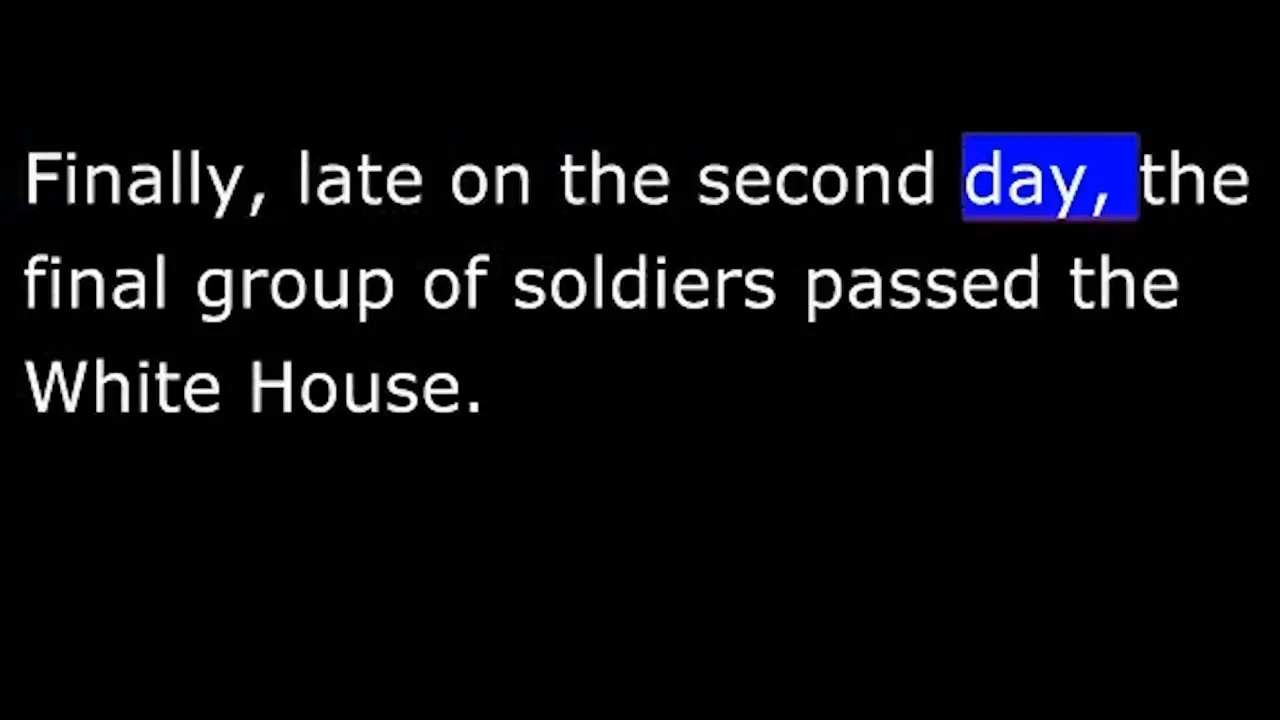 Finally, late on the second day, the
final group of soldiers passed the
White House.